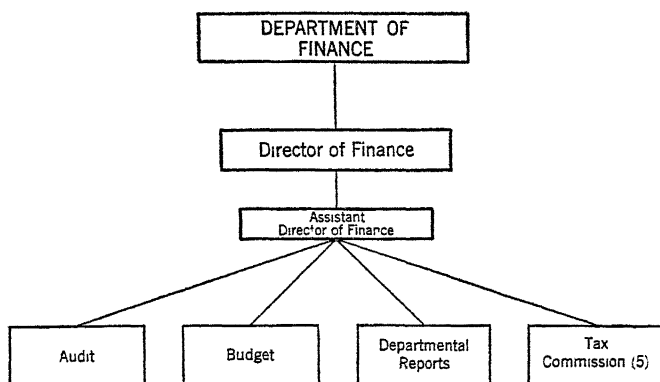 DEPARTMENT OF
FINANCE
Director of Finance
Assistant
Director of Finance
Audit
Budget
Departmental
Reports
Tax
Commission (5)